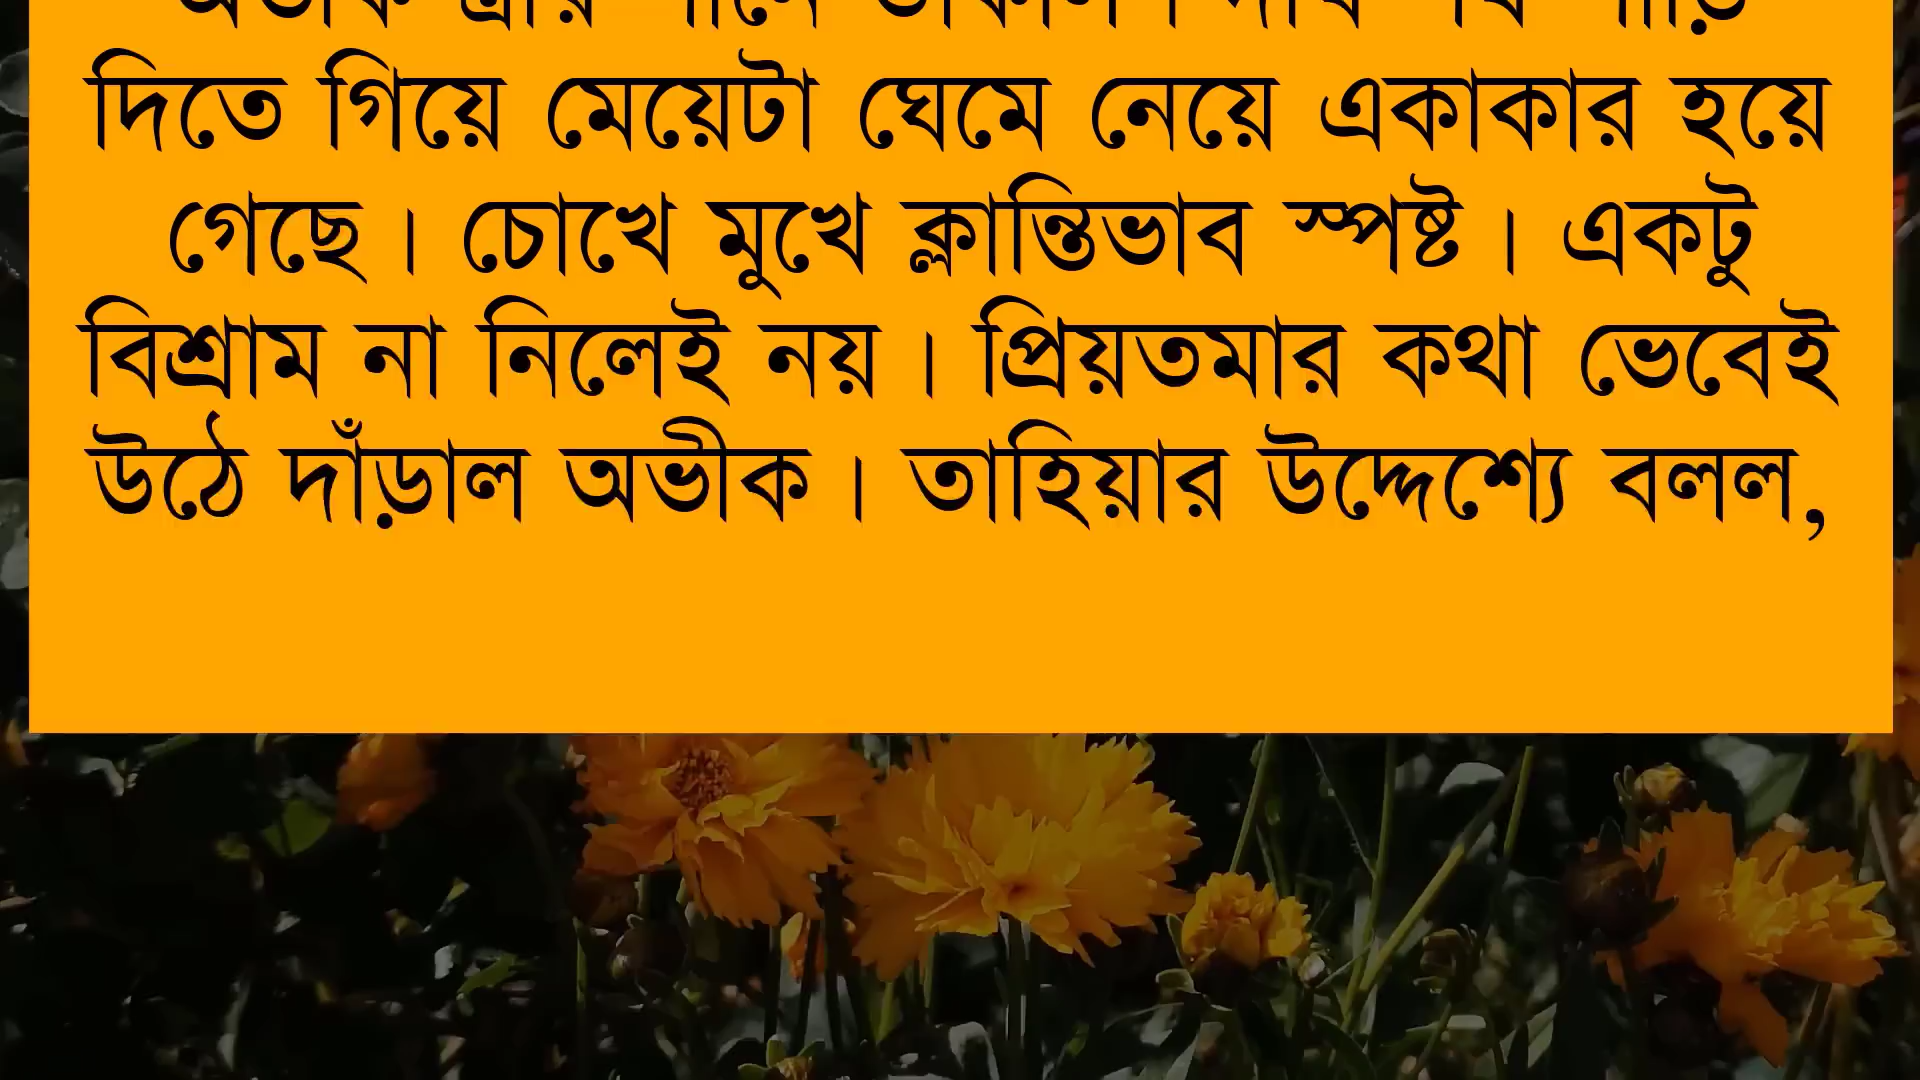 দিতে গিয়ে মেয়েটা ঘেমে নেয়ে একাকার হয়ে
গেছে। চোখে মুখে ক্লান্তিভাব স্পষ্ট। একটু
বিশ্রাম না নিলেই নয়। প্রিয়তমার কথা ভেবেই
উঠে দাঁড়াল অভীক। তাহিয়ার উদ্দেশ্যে বলল,